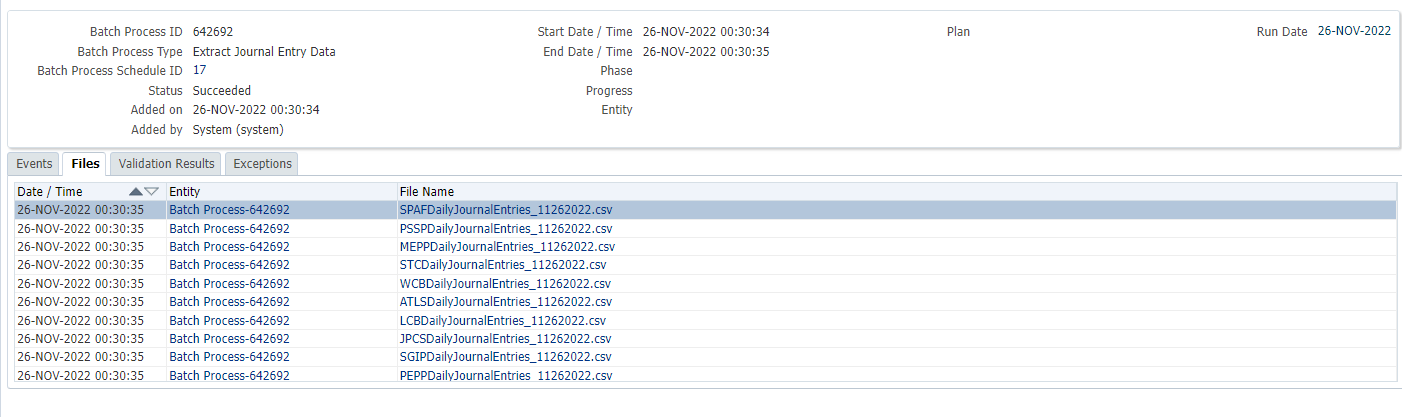 Batch Process ID 642692 Start Date / Time 26-NOV-2022 00:30:34 Plan Run Date 26-NOV-2022
Batch Process Type Extract Journal Entry Data End Date / Time 26-NOV-2022 00:30:35
Batch Process Schedule ID 17 Phase
Status Succeeded Progress
Added on 26-NOV-2022 00:30:34 Entity
Added by System (system)
Events Files Validation Results Exceptions
Date / Time Entity File Name
26-NOV-2022 00:30:35 Batch Process-642692 SPAFDailyJournalEntries_11262022.csv
26-NOV-2022 00:30:35 Batch Process-642692 PSSPDailyJournalEntries_11262022.csv
26-NOV-2022 00:30:35 Batch Process-642692 MEPPDailyJournalEntries_11262022.csv
26-NOV-2022 00:30:35 Batch Process-642692 STCDailyJournalEntries_11262022.csv
26-NOV-2022 00:30:35 Batch Process-642692 WCBDailyJournalEntries_11262022.csv
26-NOV-2022 00:30:35 Batch Process-642692 ATLSDailyJournalEntries_11262022.csv
26-NOV-2022 00:30:35 Batch Process-642692 LCBDailyJournalEntries_11262022.csv
26-NOV-2022 00:30:35 Batch Process-642692 JPCSDailyJournalEntries_11262022.csv
26-NOV-2022 00:30:35 Batch Process-642692 SGIPDailyJournalEntries_11262022.csv
26-NOV-2022 00:30:35 Batch Process-642692 PEPPDailyJournalEntries_11262022.csv